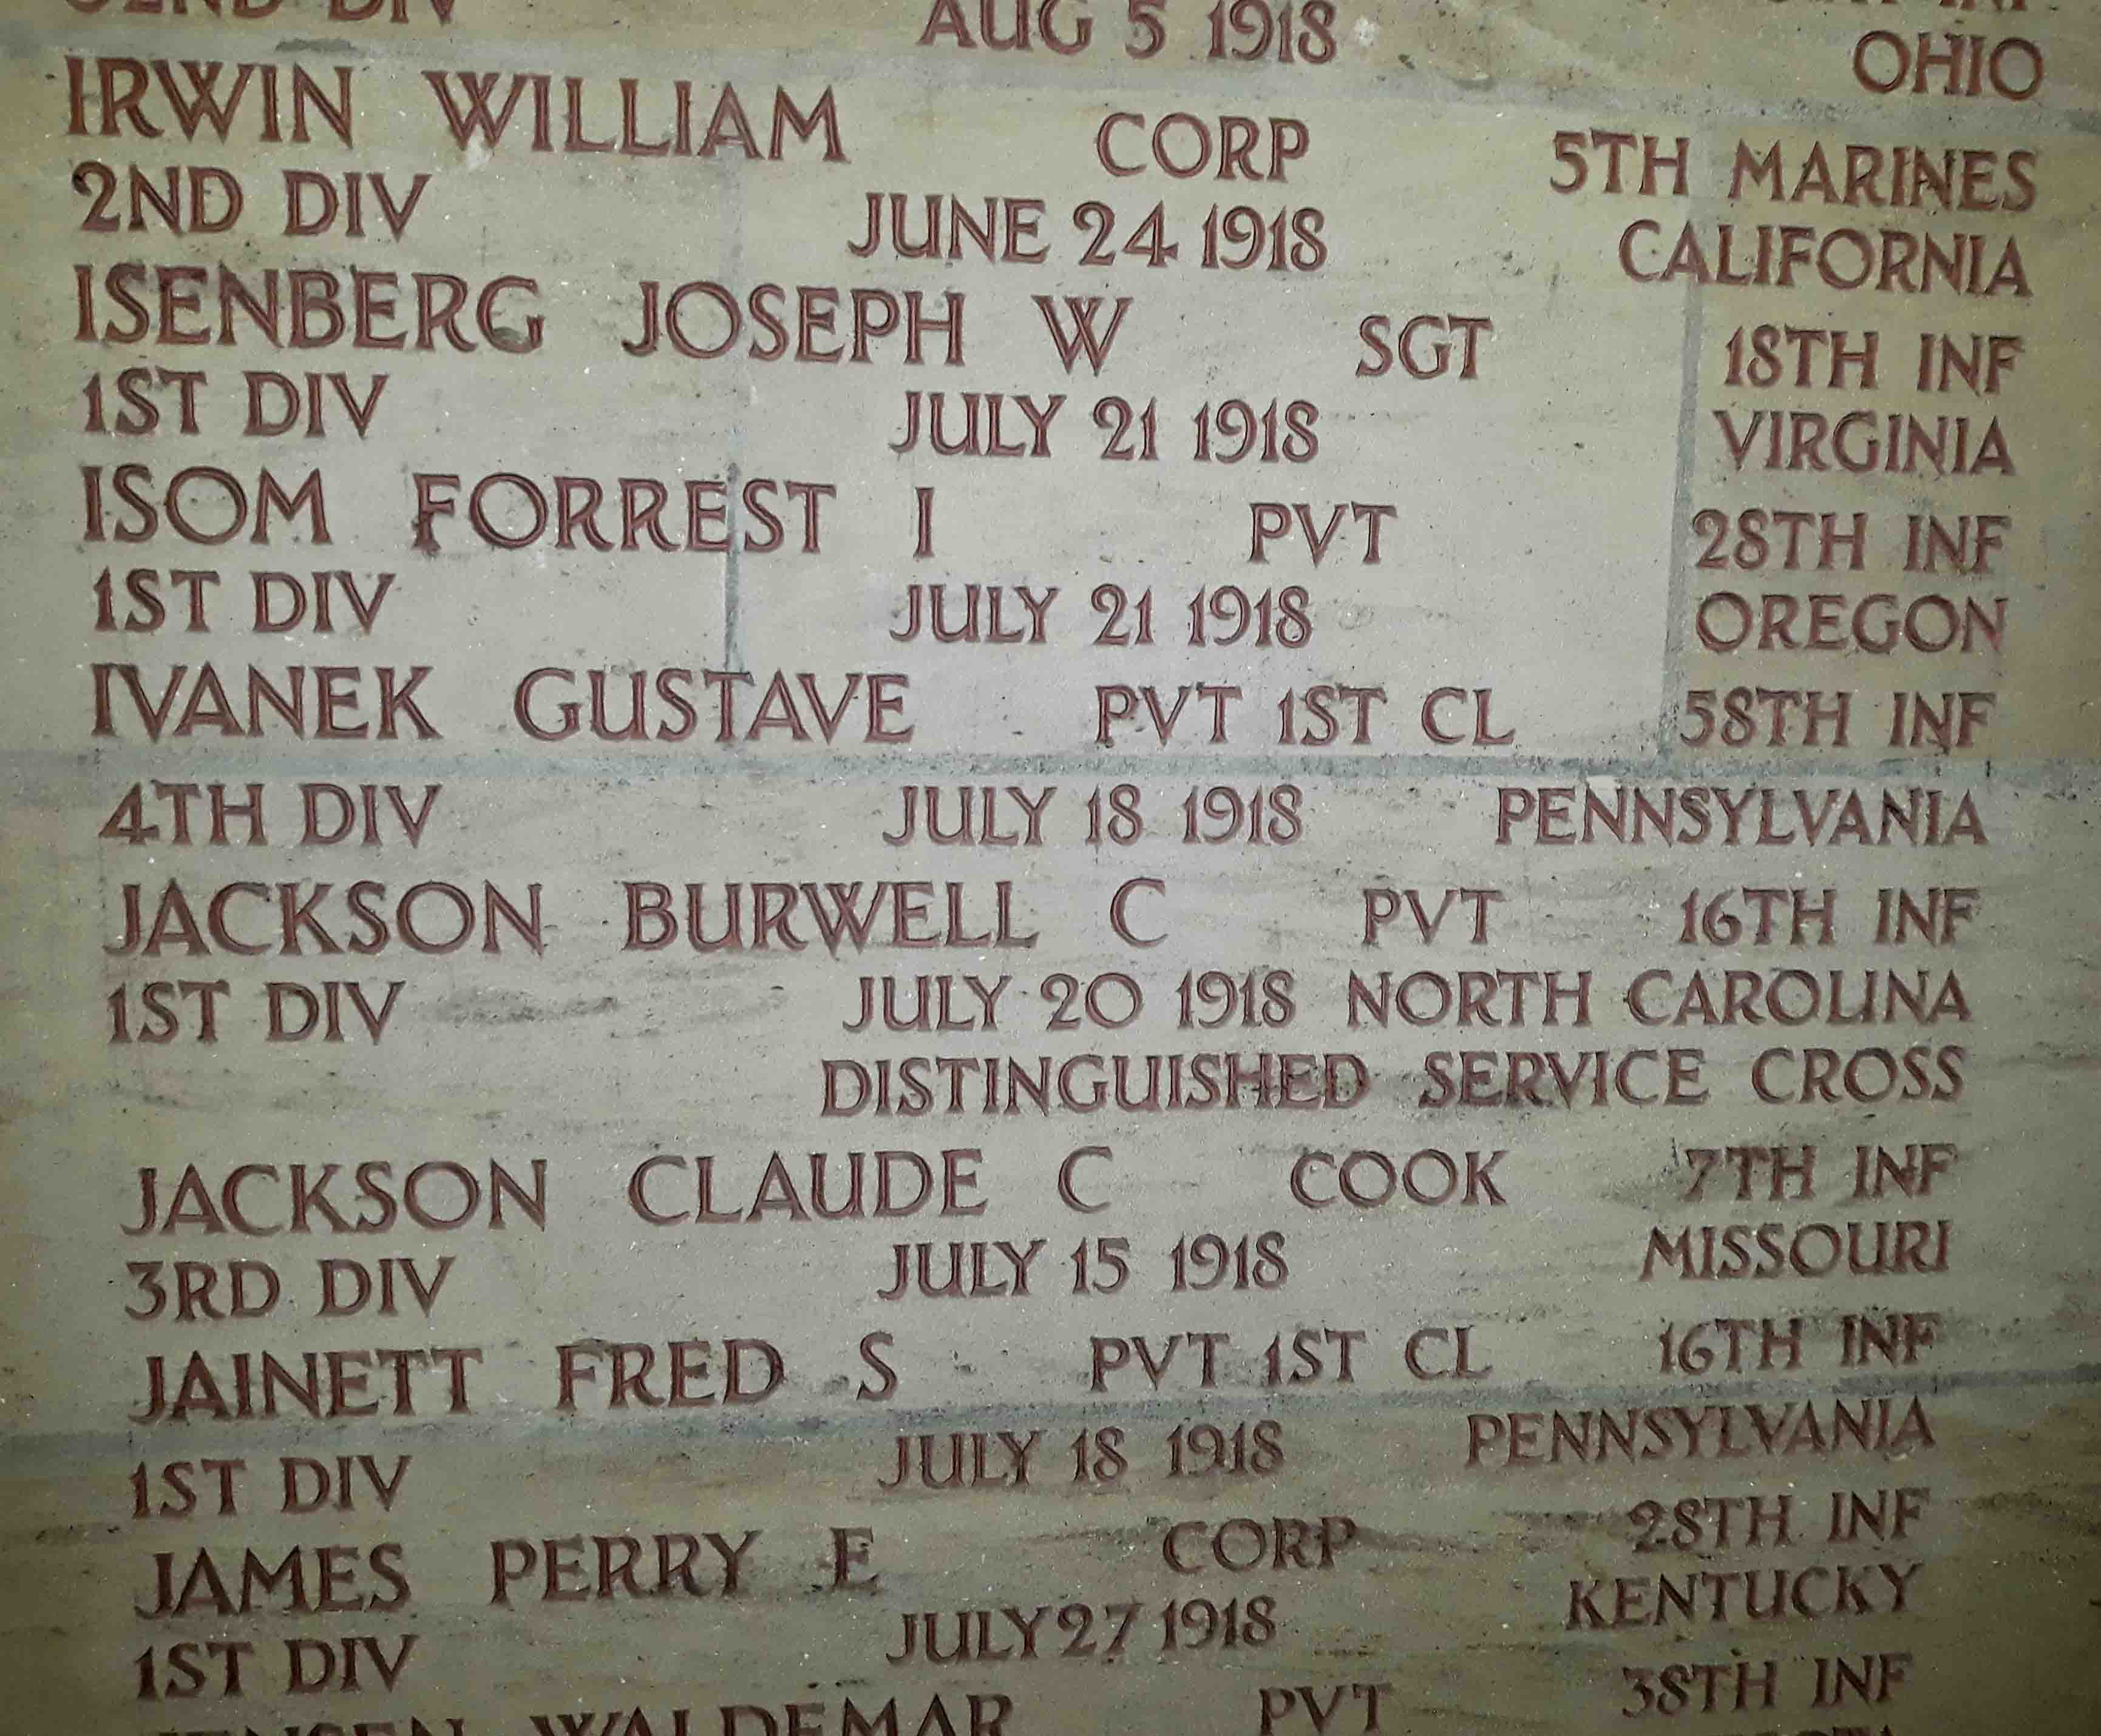 DIV AUG 5 1918 OHIO
IRWIN WILLIAM CORP 5TH MARINES
2ND DIV JUNE 24 1918 CALIFORNIA
ISENBERG JOSEPH W SGT 18TH INF
1ST DIV JULY 21 1918 VIRGINIA
ISOM FORREST I PVT 28TH INF
1ST DIV JULY 21 1918 OREGON
IVANEK GUSTAVE PVT 1ST CL 58TH INF
4TH DIV JULY 18 1918 PENNSYLVANIA
JACKSON BURWELL C PVT 16TH INF
1ST DIV JULY 20 1918 NORTH CAROLINA
DISTINGUISHED SERVICE CROSS
JACKSON CLAUDE C COOK 7TH INF
3RD DIV JULY 15 1918 MISSOURI
JAINETT FRED S PVT 1ST CL 16TH INF
1ST DIV JULY 18 1918 PENNSYLVANIA
JAMES PERRY E CORP 28TH INF
1ST DIV JULY 27 1918 KENTUCKY
WALDEMAR PVT 38TH INF